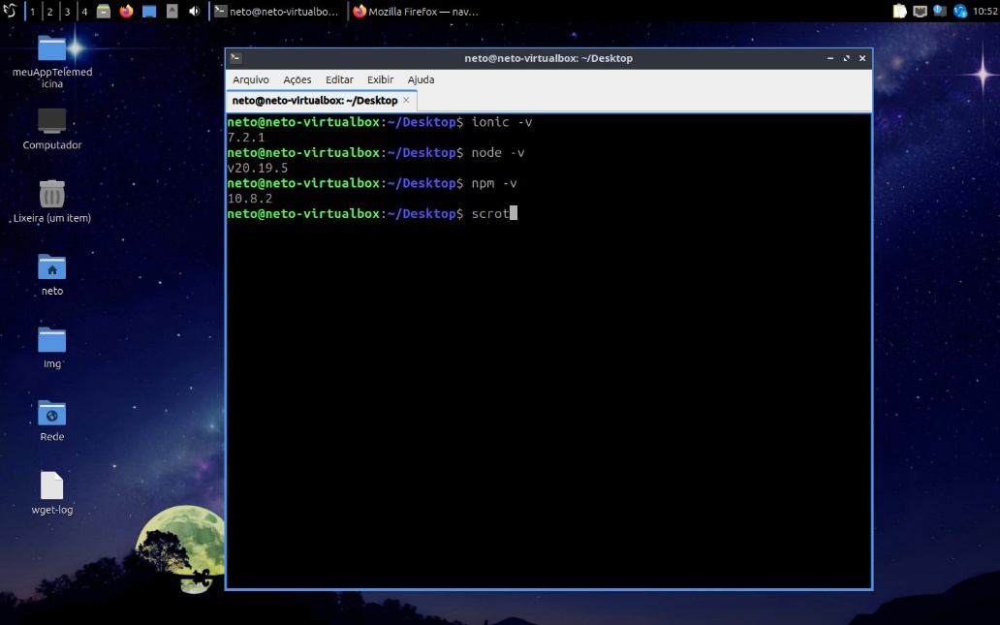 1 2 3 4 neto@neto-virtualbo... Mozilla Firefox — nav... 10:52
meuAppTelemed
icina
Computador
Lixeira (um item)
neto
Img
Rede
wget-log
neto@neto-virtualbox: ~/Desktop
Arquivo Ações Editar Exibir Ajuda
neto@neto-virtualbox: ~/Desktop ×
neto@neto-virtualbox:~/Desktop$ ionic -v
7.2.1
neto@neto-virtualbox:~/Desktop$ node -v
v20.19.5
neto@neto-virtualbox:~/Desktop$ npm -v
10.8.2
neto@neto-virtualbox:~/Desktop$ scrot